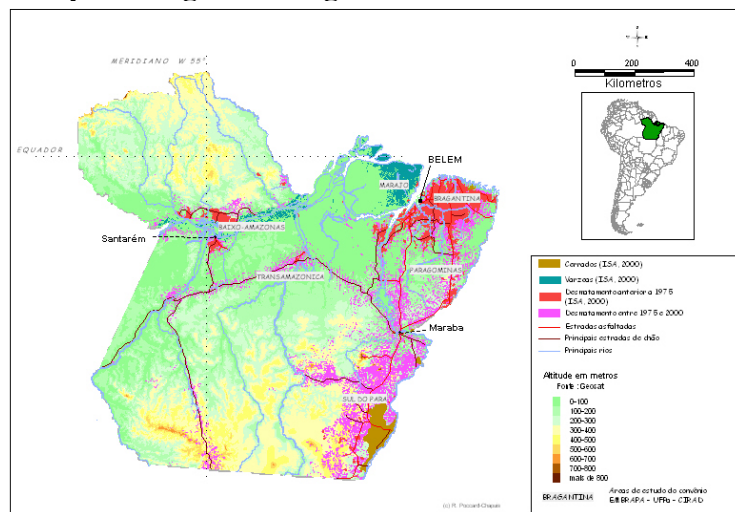 MERIDIANO W 55°
EQUADOR
0 200 400
Kilometros
BELEM
MARAJO
BRAGANTINA
BAIXO-AMAZONAS
Santarém
TRANSAMAZONICA
PARAGOMINAS
Maraba
SUL DO PARA
Cerrados (ISA, 2000)
Varzeas (ISA, 2000)
Desmatamento anterior a 1975
(ISA, 2000)
Desmatamento entre 1975 e 2000
Estradas asfaltadas
Principais estradas de chão
Principais rios
Altitude em metros
Fonte : Geosat
0-100
100-200
200-300
300-400
400-500
500-600
600-700
700-800
mais de 800
BRAGANTINA Areas de estudo do convênio
EMBRAPA - UFPa - CIRAD
(c) R. Poccard-Chapuis